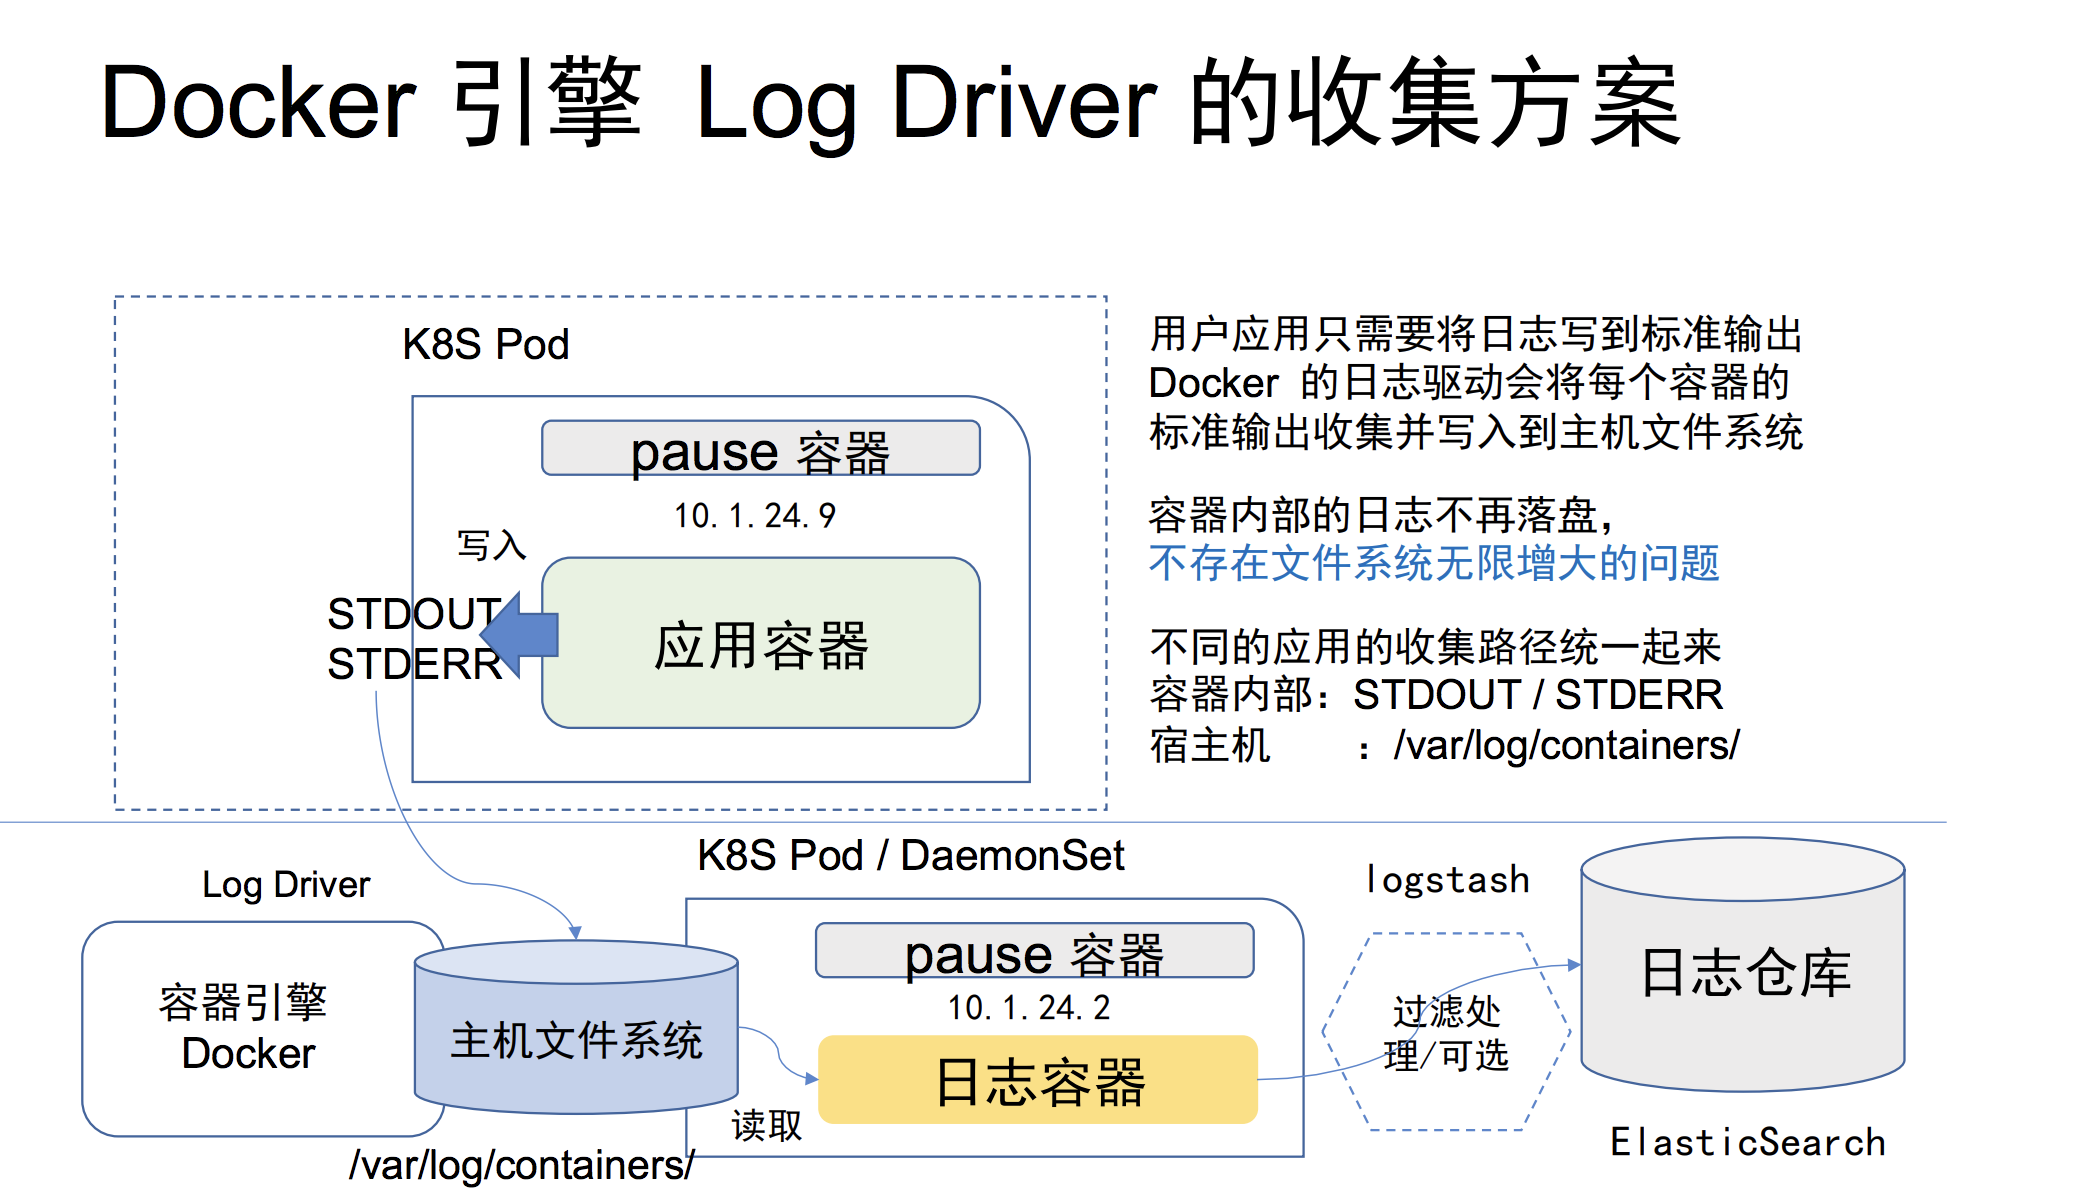 Docker 引擎 Log Driver 的收集方案
K8S Pod
pause 容器
10.1.24.9
写入
STDOUT
STDERR
应用容器
用户应用只需要将日志写到标准输出
Docker 的日志驱动会将每个容器的
标准输出收集并写入到主机文件系统
容器内部的日志不再落盘，
不存在文件系统无限增大的问题
不同的应用的收集路径统一起来
容器内部：STDOUT / STDERR
宿主机 ：/var/log/containers/
Log Driver
容器引擎
Docker
主机文件系统
/var/log/containers/
读取
K8S Pod / DaemonSet
pause 容器
10.1.24.2
日志容器
logstash
过滤处
理/可选
日志仓库
ElasticSearch